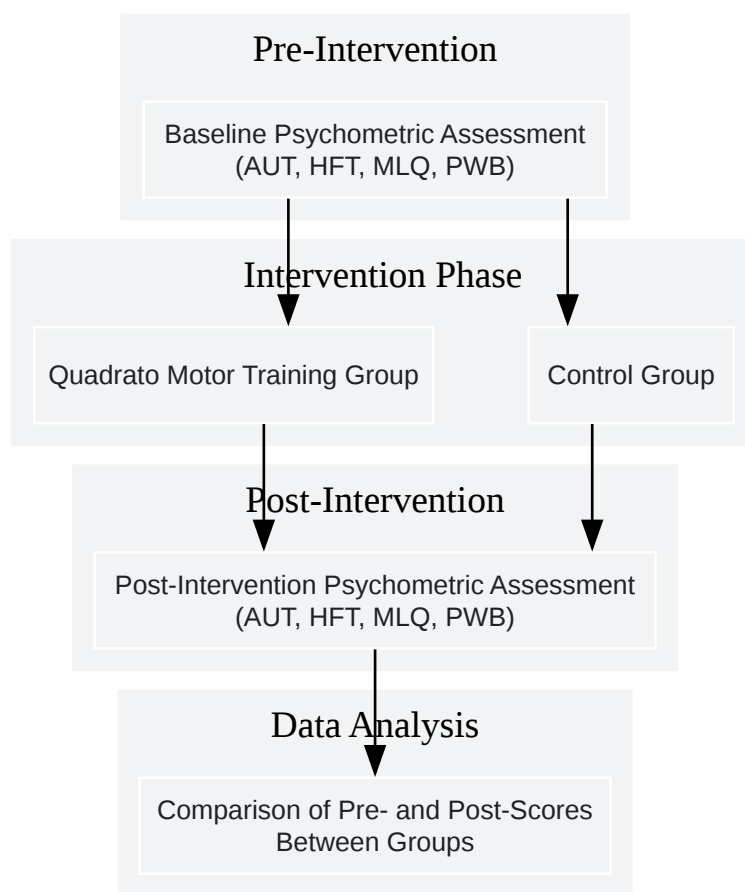 Pre-Intervention
Baseline Psychometric Assessment
(AUT, HFT, MLQ, PWB)
Intervention Phase
Quadrato Motor Training Group
Control Group
Post-Intervention
Post-Intervention Psychometric Assessment
(AUT, HFT, MLQ, PWB)
Data Analysis
Comparison of Pre- and Post-Scores
Between Groups